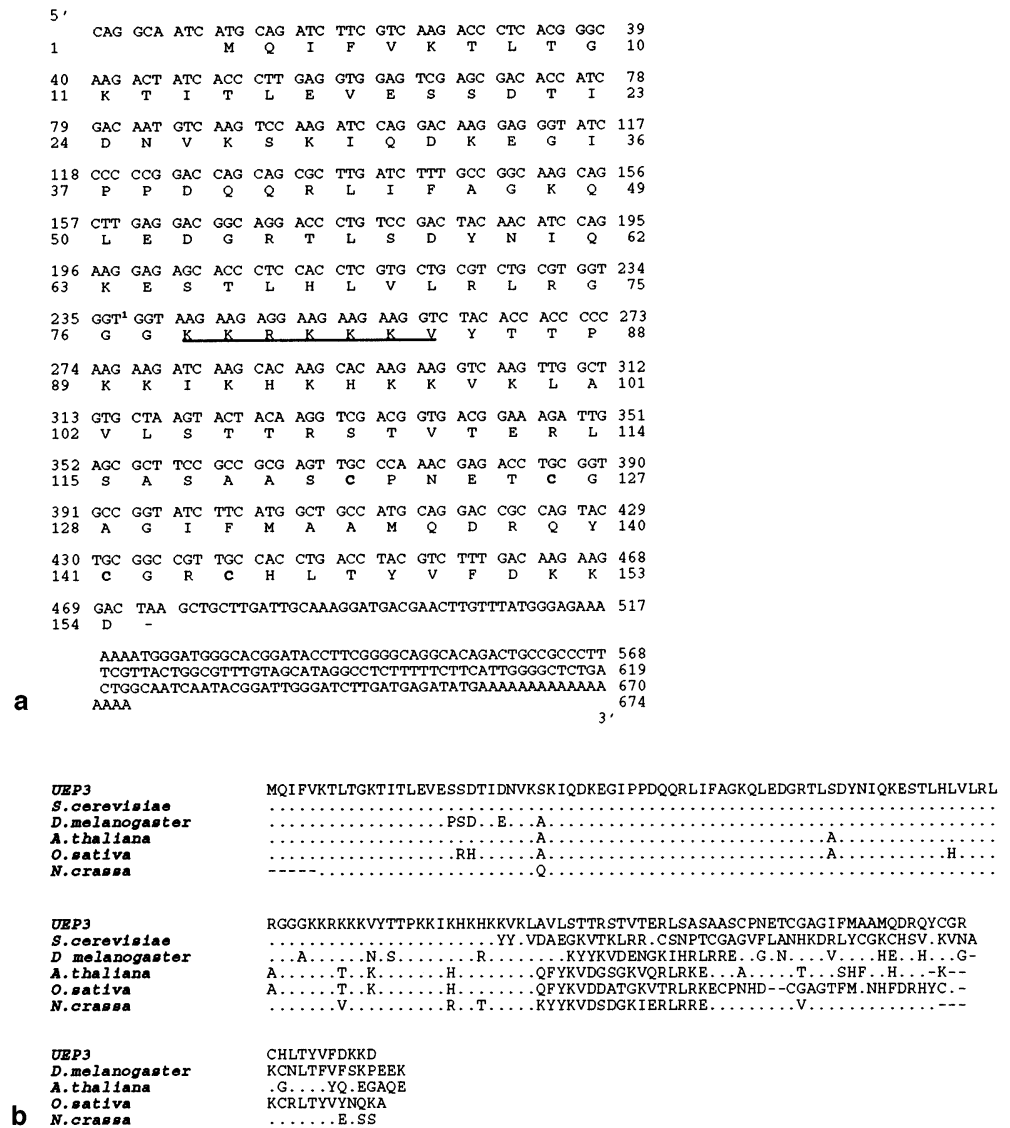 5'
CAG GCA ATC ATG CAG ATC TTC GTC AAG ACC CTC ACG GGC 39
1 M Q I F V K T L T G 10
40 AAG ACT ATC ACC CTT GAG GTG GAG TCG AGC GAC ACC ATC 78
11 K T I T L E V E S S D T I 23
79 GAC AAT GTC AAG TCC AAG ATC CAG GAC AAG GAG GGT ATC 117
24 D N V K S K I Q D K E G I 36
118 CCC CCG GAC CAG CAG CGC TTG ATC TTT GCC GGC AAG CAG 156
37 P P D Q Q R L I F A G K Q 49
157 CTT GAG GAC GGC AGG ACC CTG TCC GAC TAC AAC ATC CAG 195
50 L E D G R T L S D Y N I Q 62
196 AAG GAG AGC ACC CTC CAC CTC GTG CTG CGT CTG CGT GGT 234
63 K E S T L H L V L R L R G 75
235 GGT¹ GGT AAG AAG AGG AAG AAG AAG GTC TAC ACC ACC CCC 273
76 G G K K R K K K V Y T T P 88
274 AAG AAG ATC AAG CAC AAG CAC AAG AAG GTC AAG TTG GCT 312
89 K K I K H K H K K V K L A 101
313 GTG CTA AGT ACT ACA AGG TCG ACG GTG ACG GAA AGA TTG 351
102 V L S T T R S T V T E R L 114
352 AGC GCT TCC GCC GCG AGT TGC CCA AAC GAG ACC TGC GGT 390
115 S A S A A S C P N E T C G 127
391 GCC GGT ATC TTC ATG GCT GCC ATG CAG GAC CGC CAG TAC 429
128 A G I F M A A M Q D R Q Y 140
430 TGC GGC CGT TGC CAC CTG ACC TAC GTC TTT GAC AAG AAG 468
141 C G R C H L T Y V F D K K 153
469 GAC TAA GCTGCTTGATTGCAAAGGATGACGAACTTGTTTATGGGAGAAA 517
154 D -
AAAATGGGATGGGCACGGATACCTTCGGGGCAGGCACAGACTGCCGCCCTT 568
TCGTTACTGGCGTTTGTAGCATAGGCCTCTTTTTCTTCATTGGGGCTCTGA 619
CTGGCAATCAATACGGATTGGGATCTTGATGAGATATGAAAAAAAAAAAAA 670
AAAA 674
3'
a
UEP3 MQIFVKTLTGKTITLEVESSDTIDNVKSKIQDKEGIPPDQQRLIFAGKQLEDGRTLSDYNIQKESTLHLVLRL
S.cerevisiae .........................................................................
D.melanogaster ..................PSD..E...A.............................................
A.thaliana ...........................A............................A................
O.sativa ...................RH......A............................A...........H....
N.crassa -----......................Q.............................................
UEP3 RGGGKKRKKKVYTTPKKIKHKHKKVKLAVLSTTRSTVTERLSASAASCPNETCGAGIFMAAMQDRQYCGR
S.cerevisiae .......................YY.VDAEGKVTKLRR.CSNPTCGAGVFLANHKDRLYCGKCHSV.KVNA
D melanogaster ...A......N.S........R........KYYKVDENGKIHRLRRE..G.N....V....HE..H...G-
A.thaliana A......T..K.......H........QFYKVDGSGKVQRLRKE...A.....T...SHF..H....-K--
O.sativa A......T..K.......H........QFYKVDDATGKVTRLRKECPNHD--CGAGTFM.NHFDRHYC.-
N.crassa .......V..........R..T.....KYYKVDSDGKIERLRRE.........V.............---
UEP3 CHLTYVFDKKD
D.melanogaster KCNLTFVFSKPEEK
A.thaliana .G....YQ.EGAQE
O.sativa KCRLTYVYNQKA
N.crassa .......E.SS
b